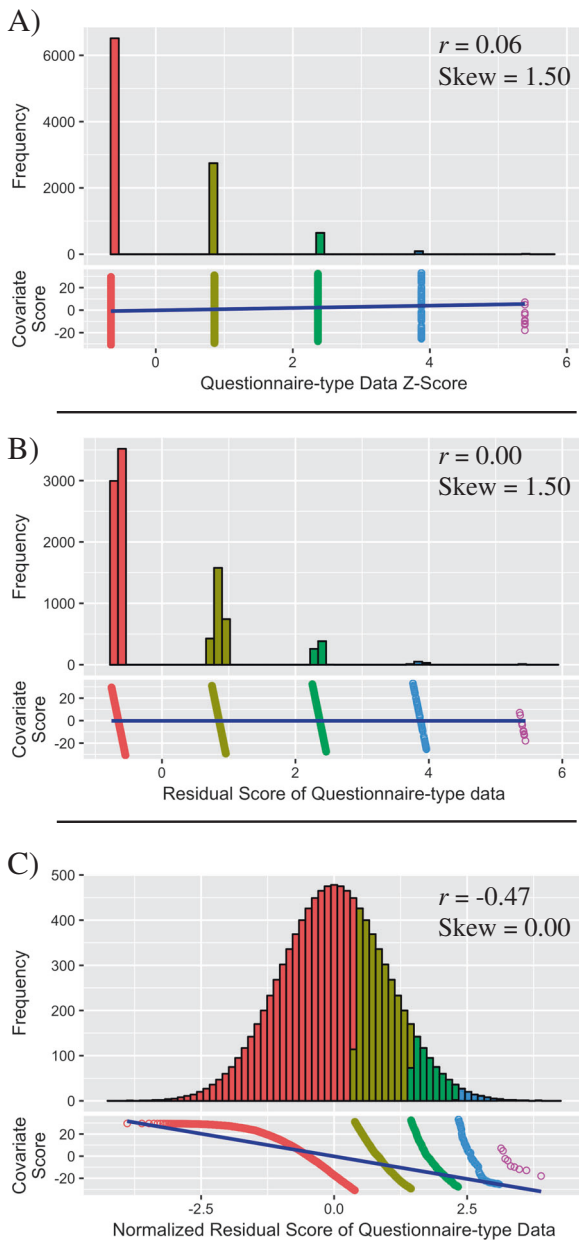 A)
r = 0.06
Skew = 1.50
Frequency
6000
4000
2000
0
Covariate
Score
20
0
-20
0
2
4
6
Questionnaire-type Data Z-Score
B)
r = 0.00
Skew = 1.50
Frequency
3000
2000
1000
0
Covariate
Score
20
0
-20
0
2
4
6
Residual Score of Questionnaire-type data
C)
r = -0.47
Skew = 0.00
Frequency
500
400
300
200
100
0
Covariate
Score
20
0
-20
-2.5
0.0
2.5
Normalized Residual Score of Questionnaire-type Data